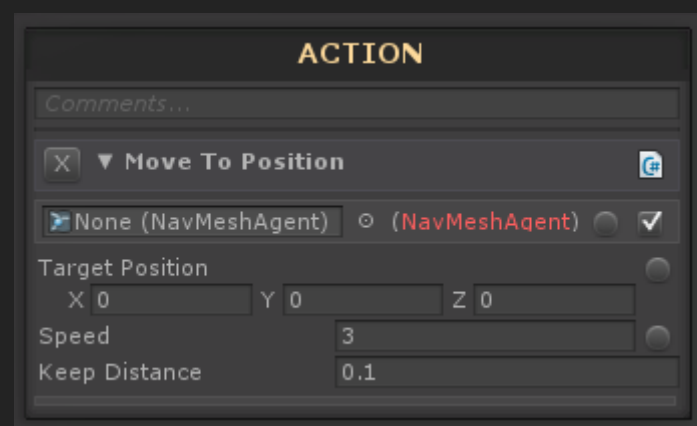 ACTION
Comments...
X ▼ Move To Position C#
None (NavMeshAgent) (NavMeshAgent)
Target Position
X 0 Y 0 Z 0
Speed 3
Keep Distance 0.1